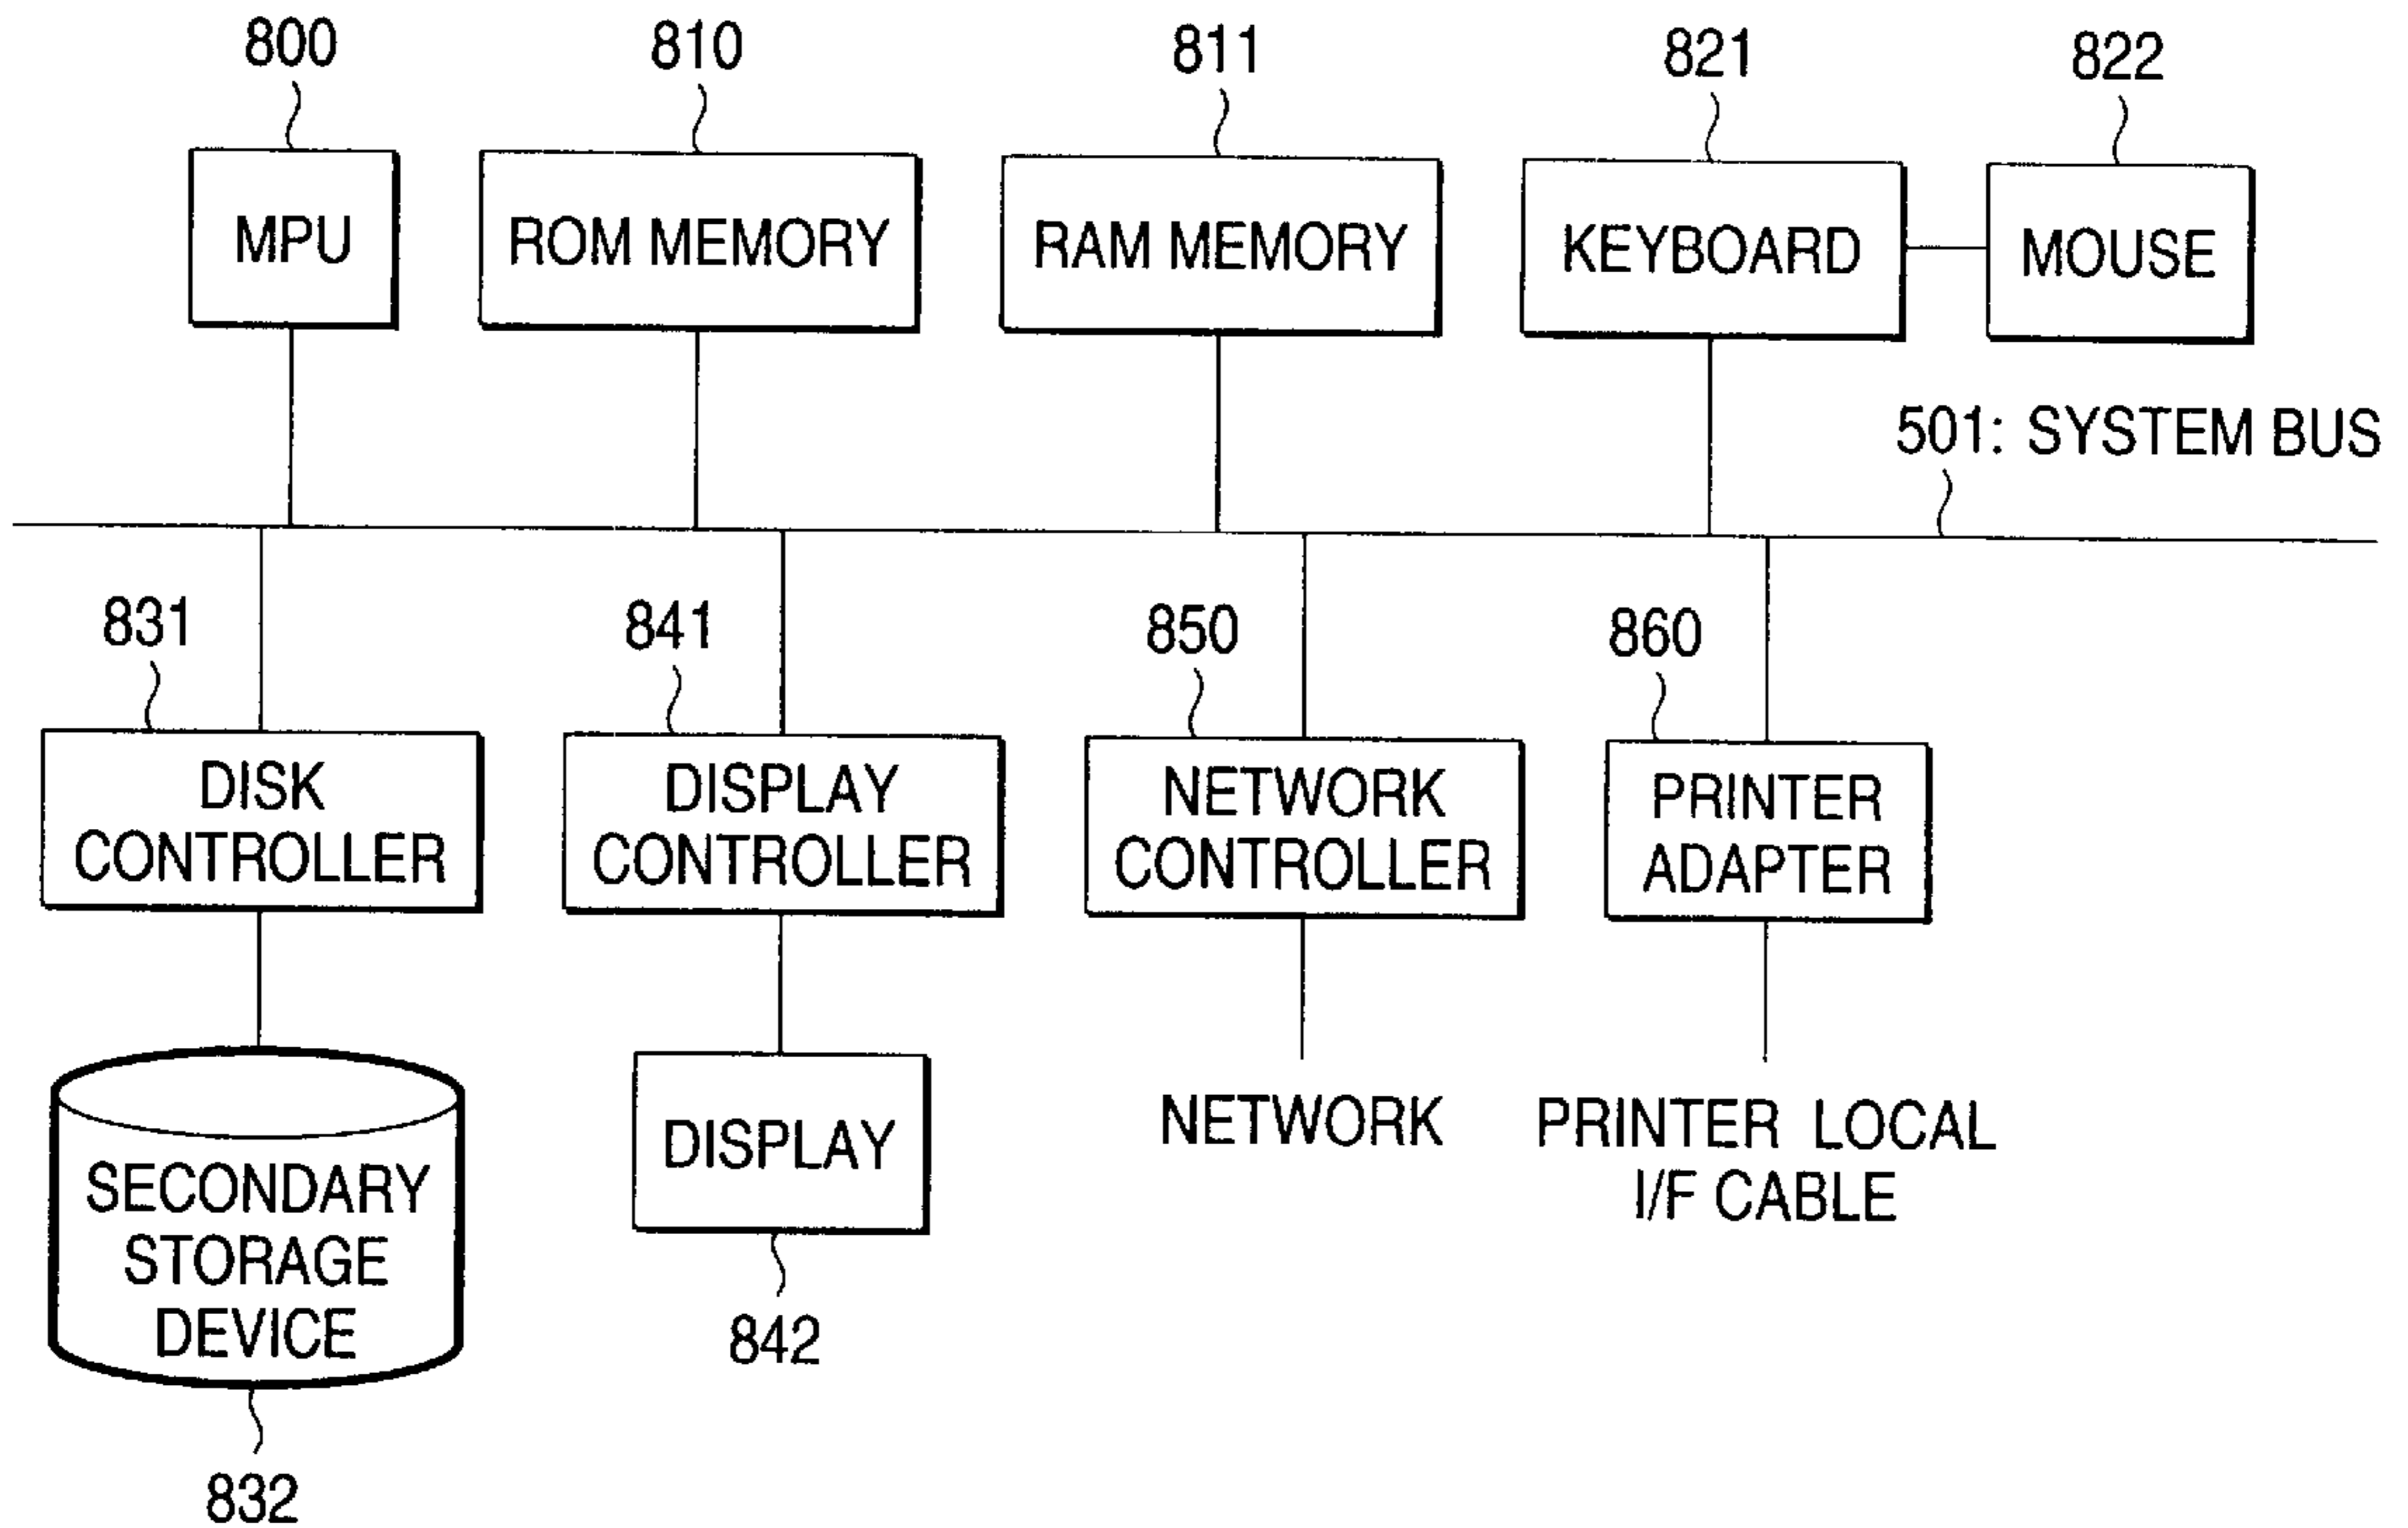 800
810
811
821
822
MPU
ROM MEMORY
RAM MEMORY
KEYBOARD
MOUSE
501: SYSTEM BUS
831
841
850
860
DISK
CONTROLLER
DISPLAY
CONTROLLER
NETWORK
CONTROLLER
PRINTER
ADAPTER
SECONDARY
STORAGE
DEVICE
DISPLAY
NETWORK
PRINTER LOCAL
I/F CABLE
842
832